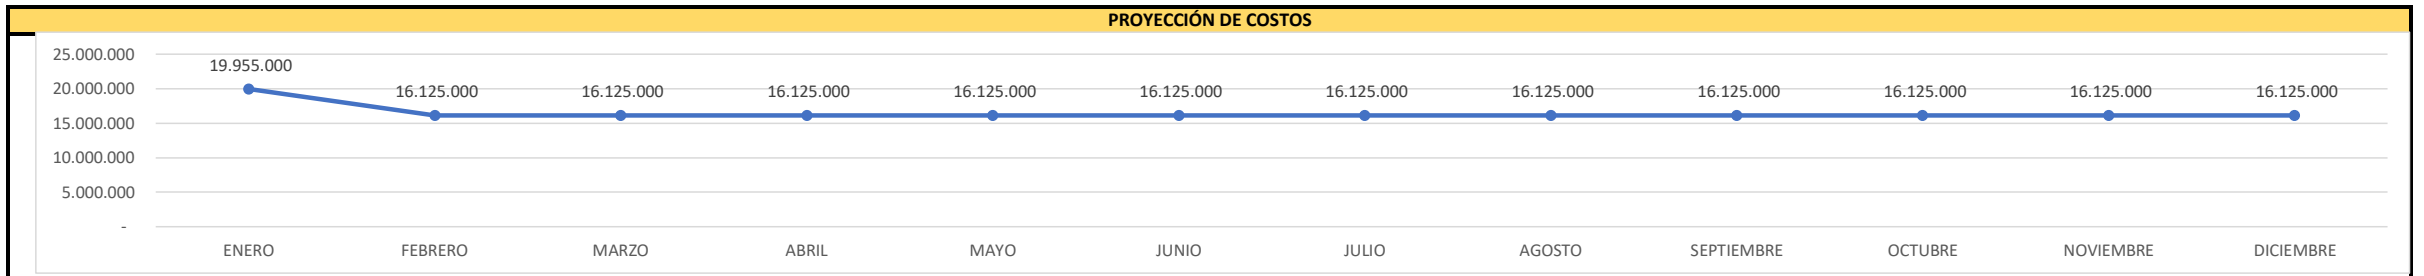 PROYECCIÓN DE COSTOS
25.000.000
20.000.000
15.000.000
10.000.000
5.000.000
-
19.955.000
16.125.000
16.125.000
16.125.000
16.125.000
16.125.000
16.125.000
16.125.000
16.125.000
16.125.000
16.125.000
16.125.000
ENERO
FEBRERO
MARZO
ABRIL
MAYO
JUNIO
JULIO
AGOSTO
SEPTIEMBRE
OCTUBRE
NOVIEMBRE
DICIEMBRE